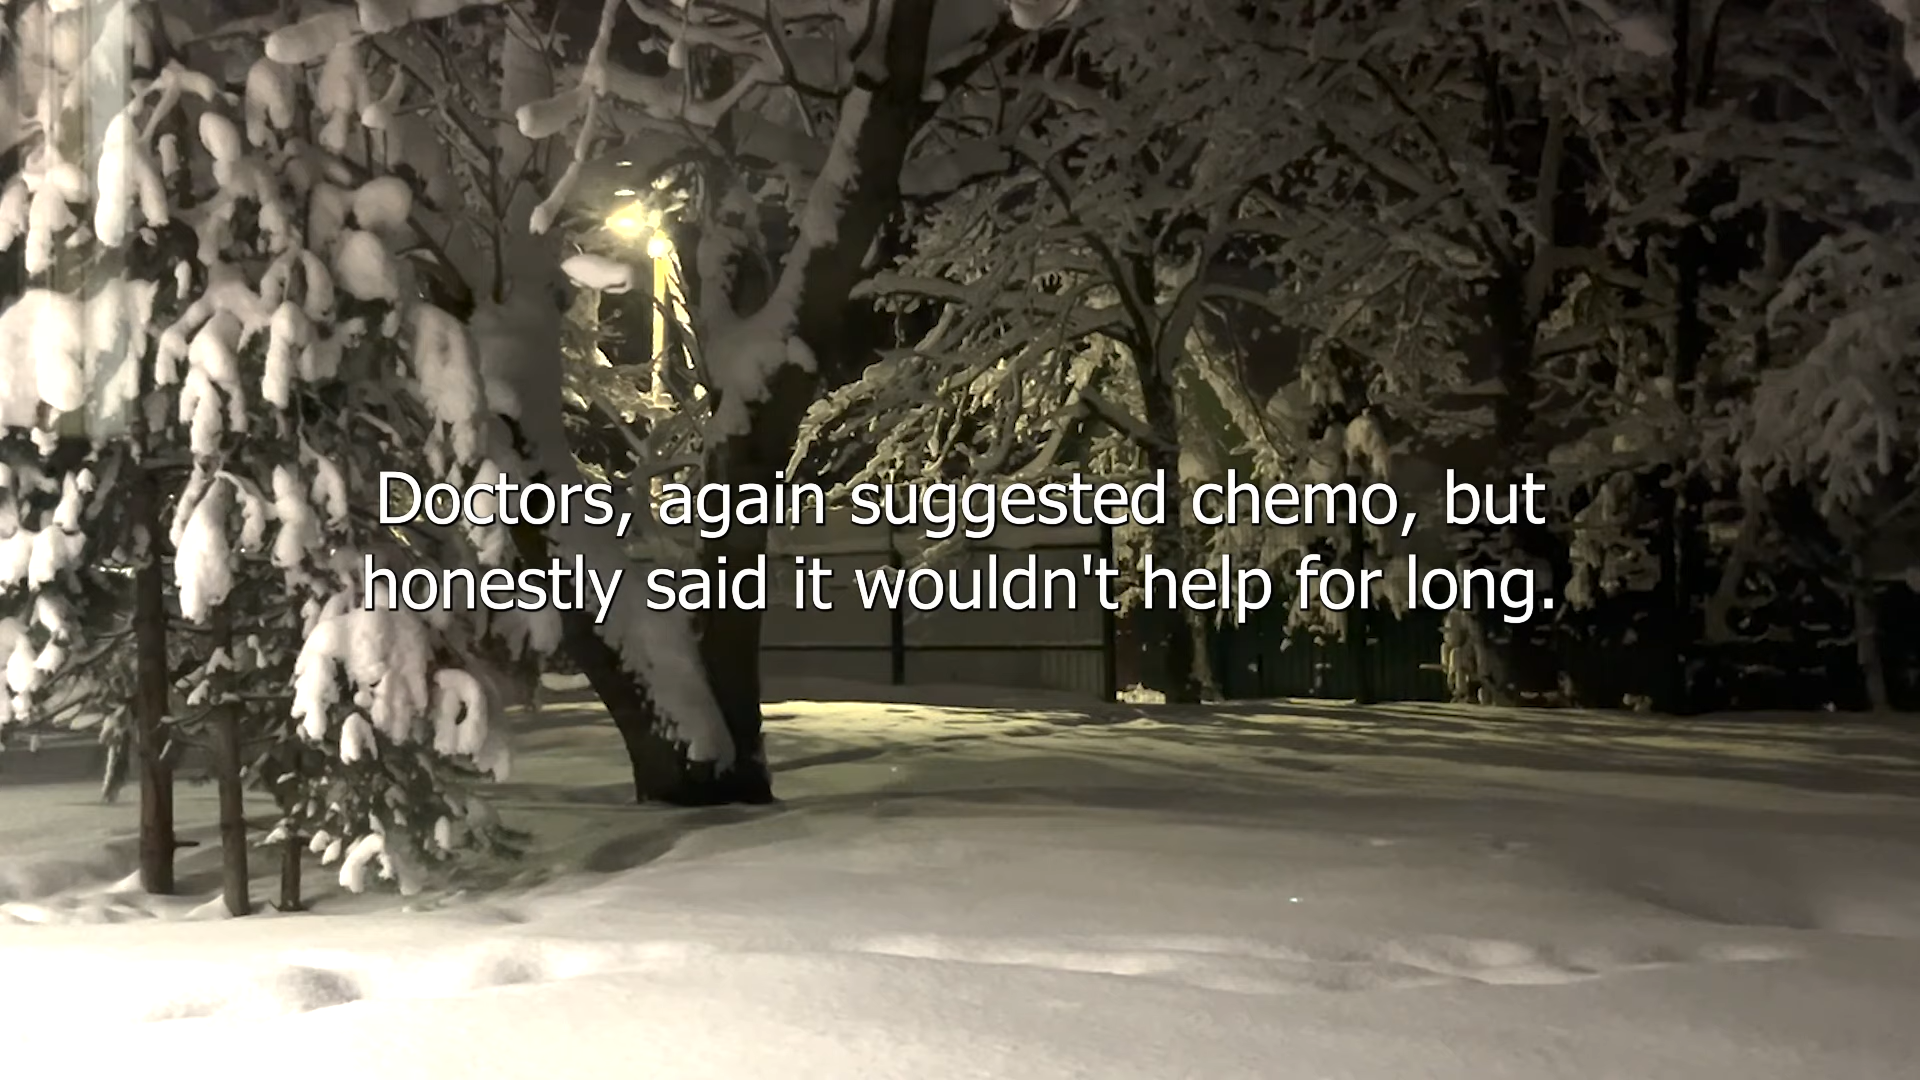 Doctors, again suggested chemo, but
honestly said it wouldn't help for long.